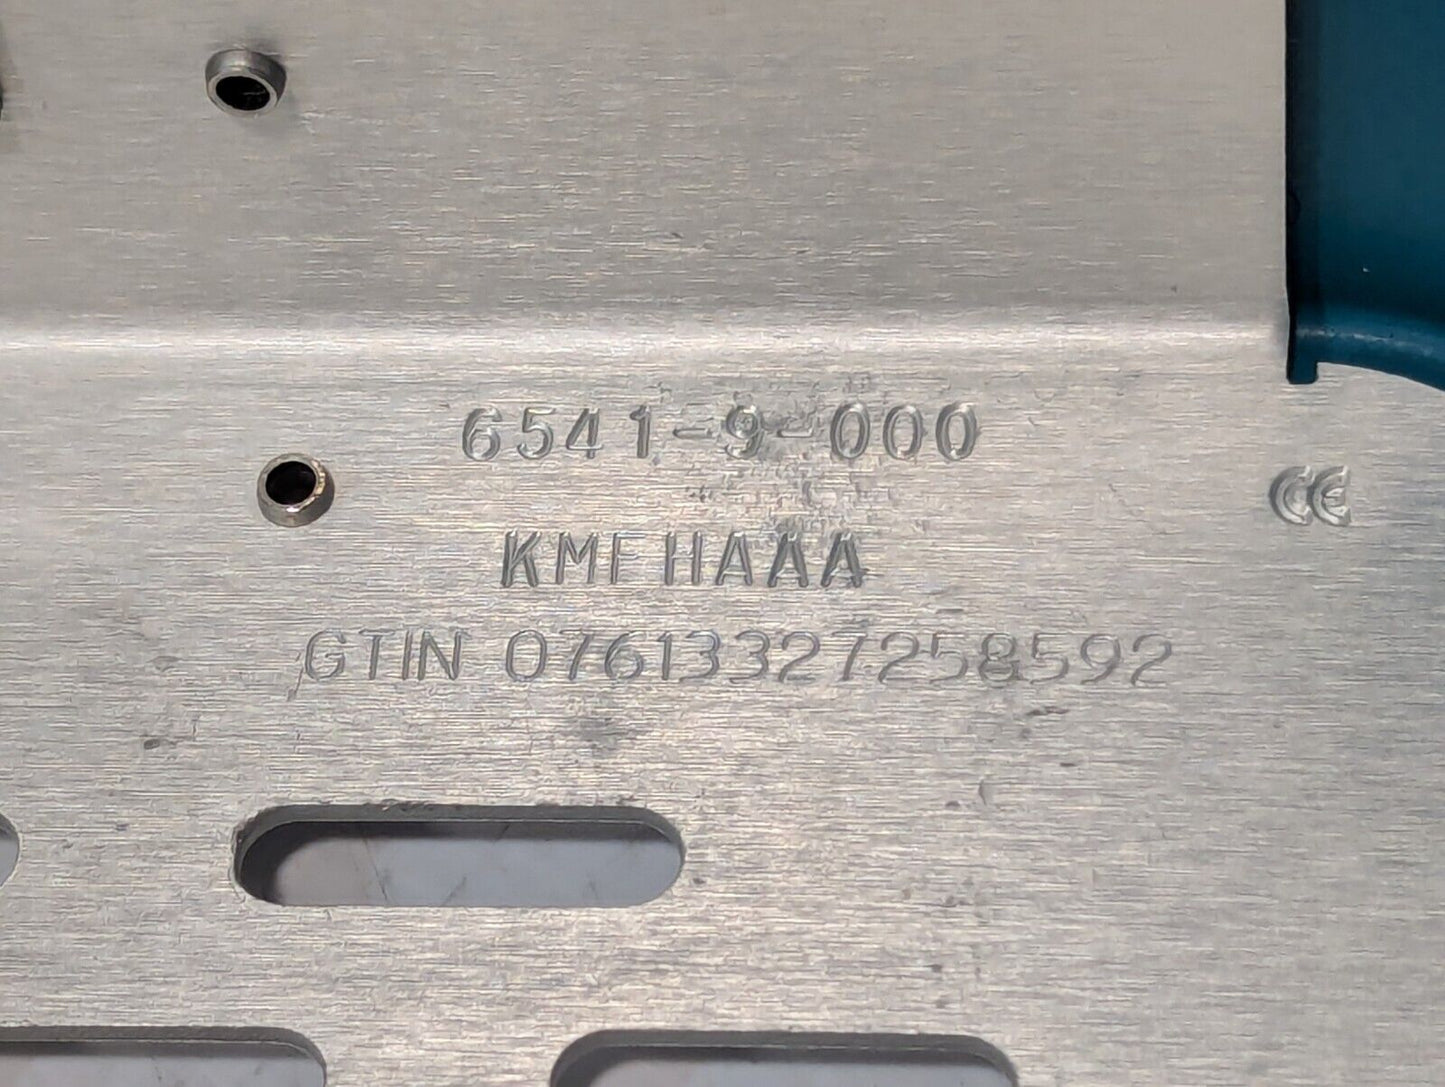 6541-9-000
CE
KMFHAAA
GTIN 07613327258592